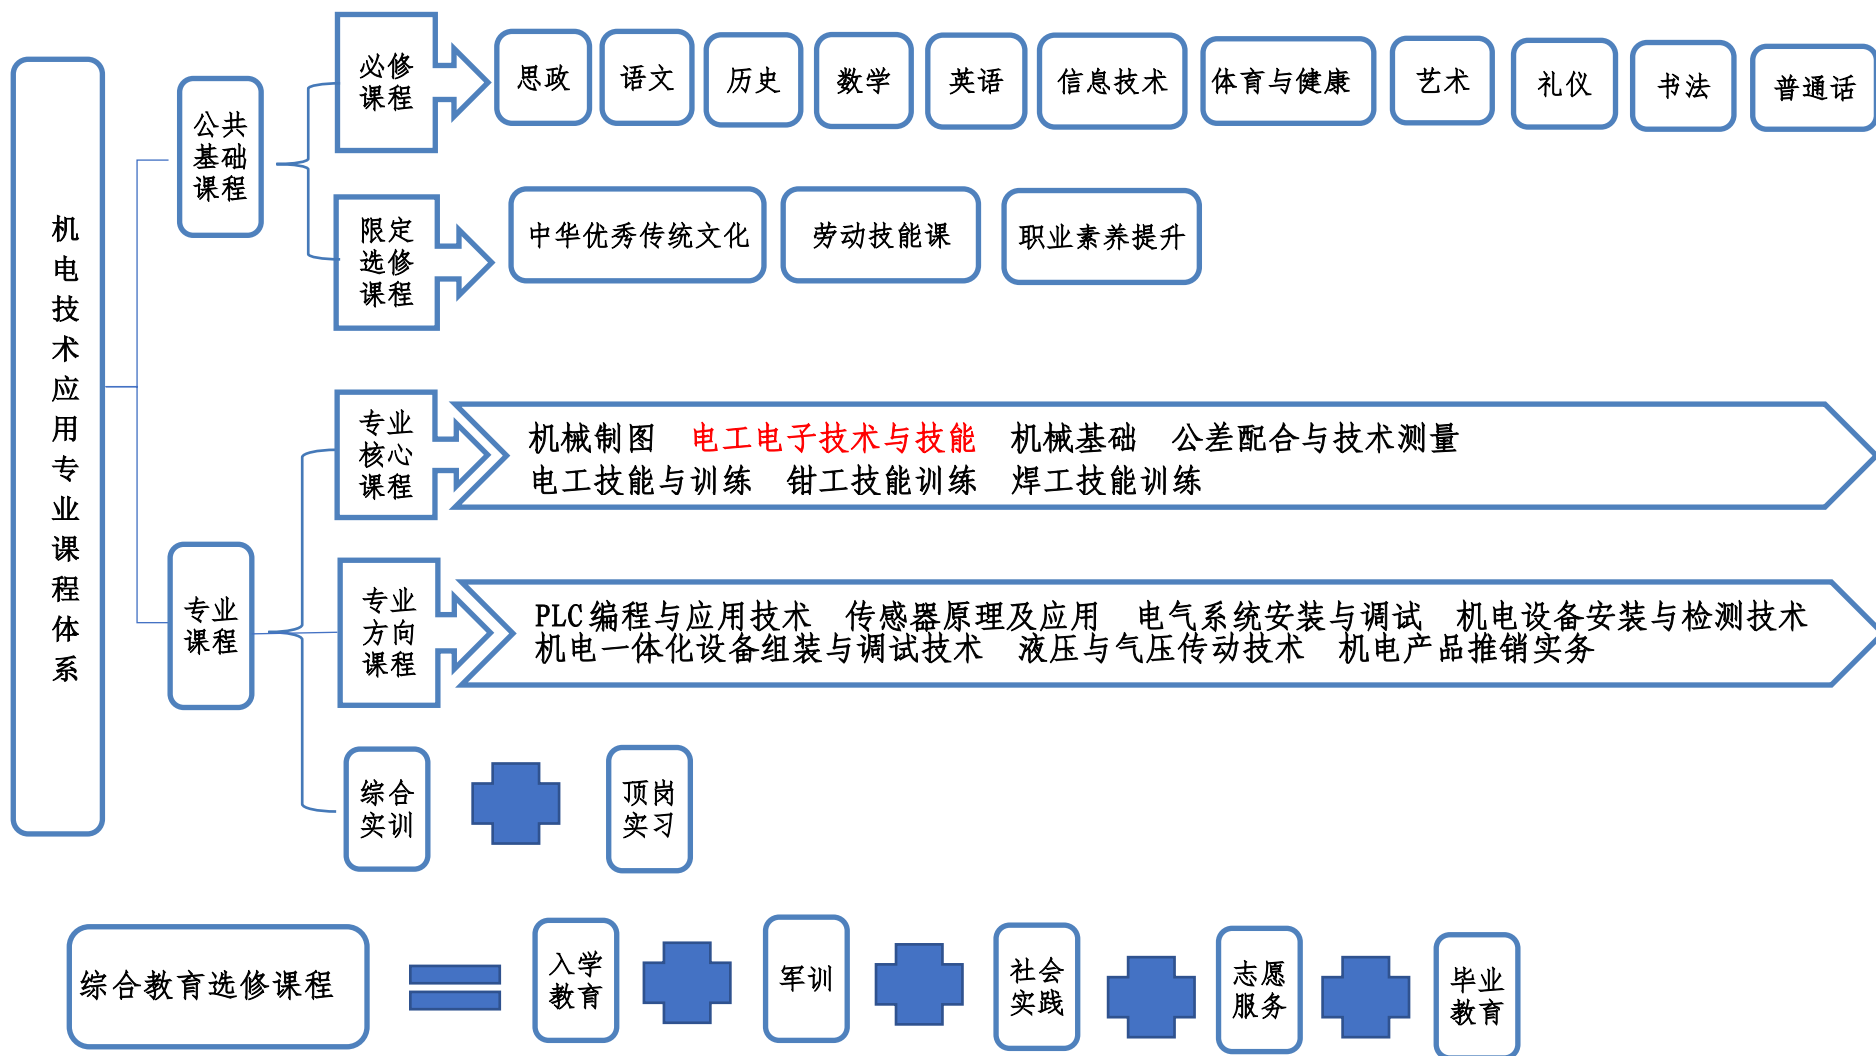 机电技术应用专业课程体系
公共
基础
课程
必修
课程
思政
语文
历史
数学
英语
信息技术
体育与健康
艺术
礼仪
书法
普通话
限定
选修
课程
中华优秀传统文化
劳动技能课
职业素养提升
专业
课程
专业
核心
课程
机械制图 电工电子技术与技能 机械基础 公差配合与技术测量
电工技能与训练 钳工技能训练 焊工技能训练
专业
方向
课程
PLC编程与应用技术 传感器原理及应用 电气系统安装与调试 机电设备安装与检测技术
机电一体化设备组装与调试技术 液压与气压传动技术 机电产品推销实务
综合
实训
顶岗
实习
综合教育选修课程
入学
教育
军训
社会
实践
志愿
服务
毕业
教育